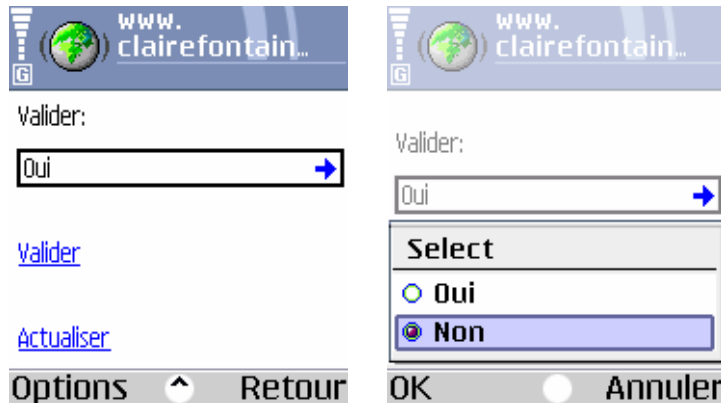 www.
clairefontain...
G
Valider:
Oui
Valider
Actualiser
Options Retour
www.
clairefontain...
G
Valider:
Oui
Select
Oui
Non
OK Annuler